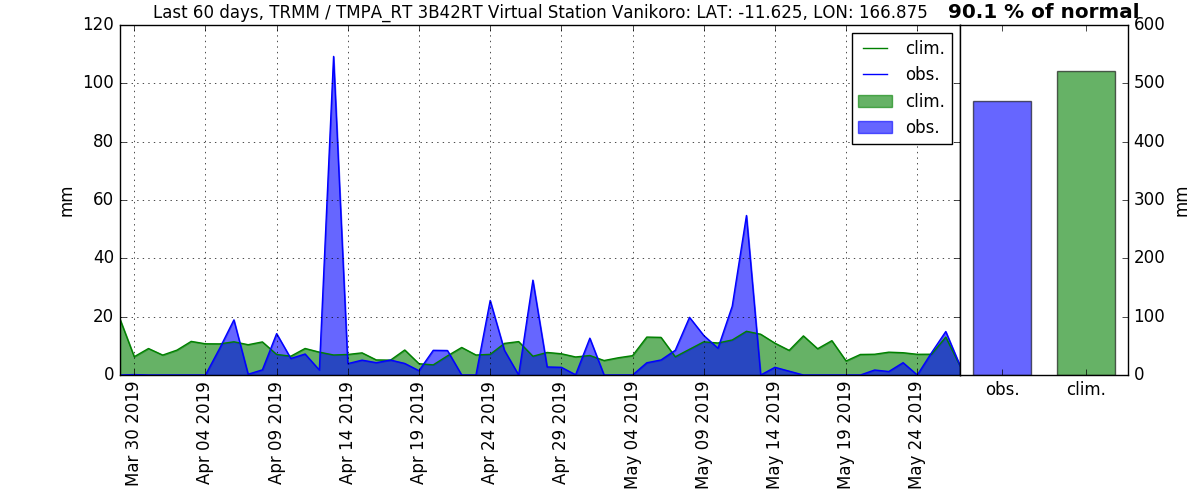 Last 60 days, TRMM / TMPA_RT 3B42RT Virtual Station Vanikoro: LAT: -11.625, LON: 166.875
90.1 % of normal
120
100
80
60
40
20
0
mm
clim.
obs.
clim.
obs.
Mar 30 2019
Apr 04 2019
Apr 09 2019
Apr 14 2019
Apr 19 2019
Apr 24 2019
Apr 29 2019
May 04 2019
May 09 2019
May 14 2019
May 19 2019
May 24 2019
600
500
400
300
200
100
0
mm
obs.
clim.